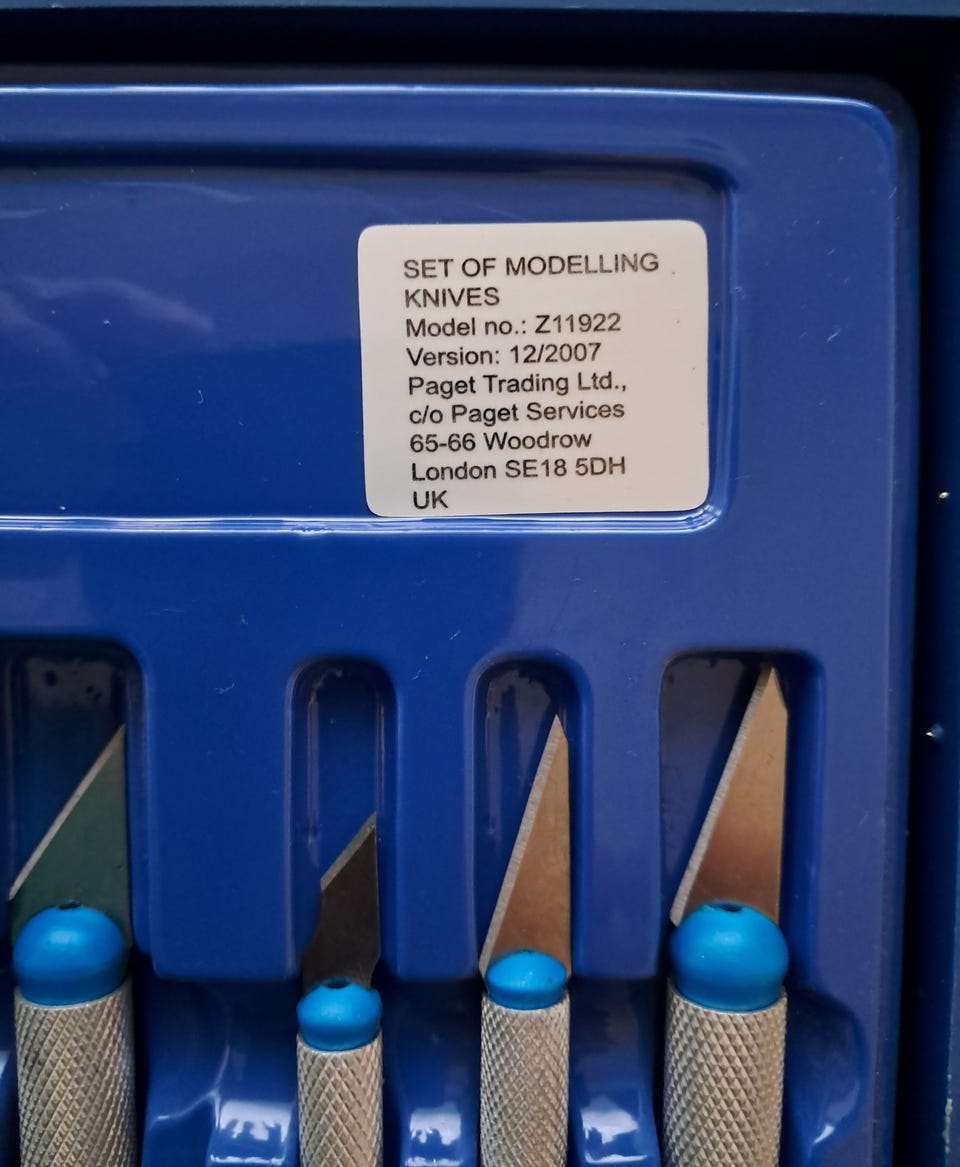 SET OF MODELLING
KNIVES
Model no.: Z11922
Version: 12/2007
Paget Trading Ltd.,
c/o Paget Services
65-66 Woodrow
London SE18 5DH
UK